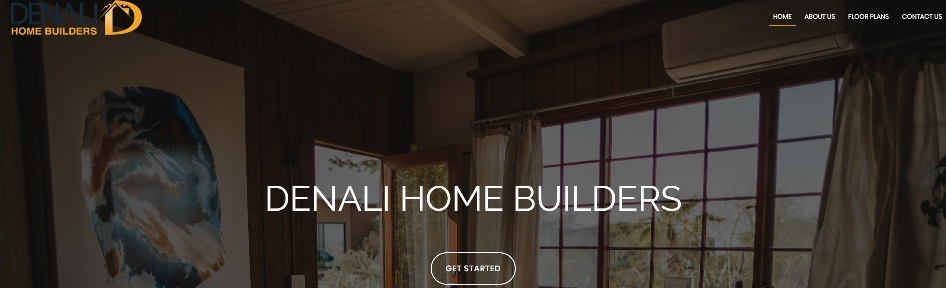 DENALI
HOME BUILDERS
HOME ABOUT US FLOOR PLANS CONTACT US
DENALI HOME BUILDERS
GET STARTED